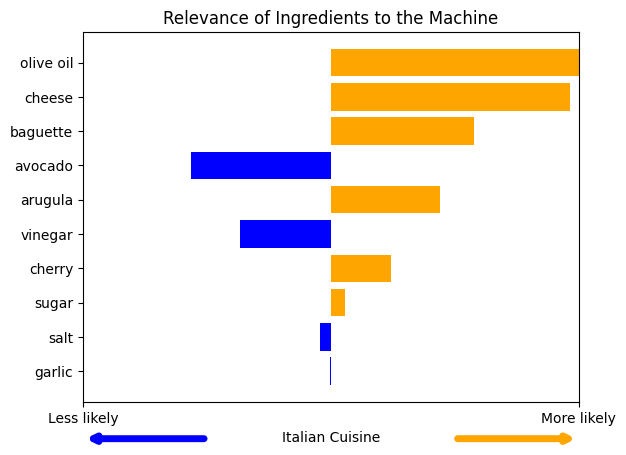 Relevance of Ingredients to the Machine
olive oil
cheese
baguette
avocado
arugula
vinegar
cherry
sugar
salt
garlic
Less likely
More likely
Italian Cuisine